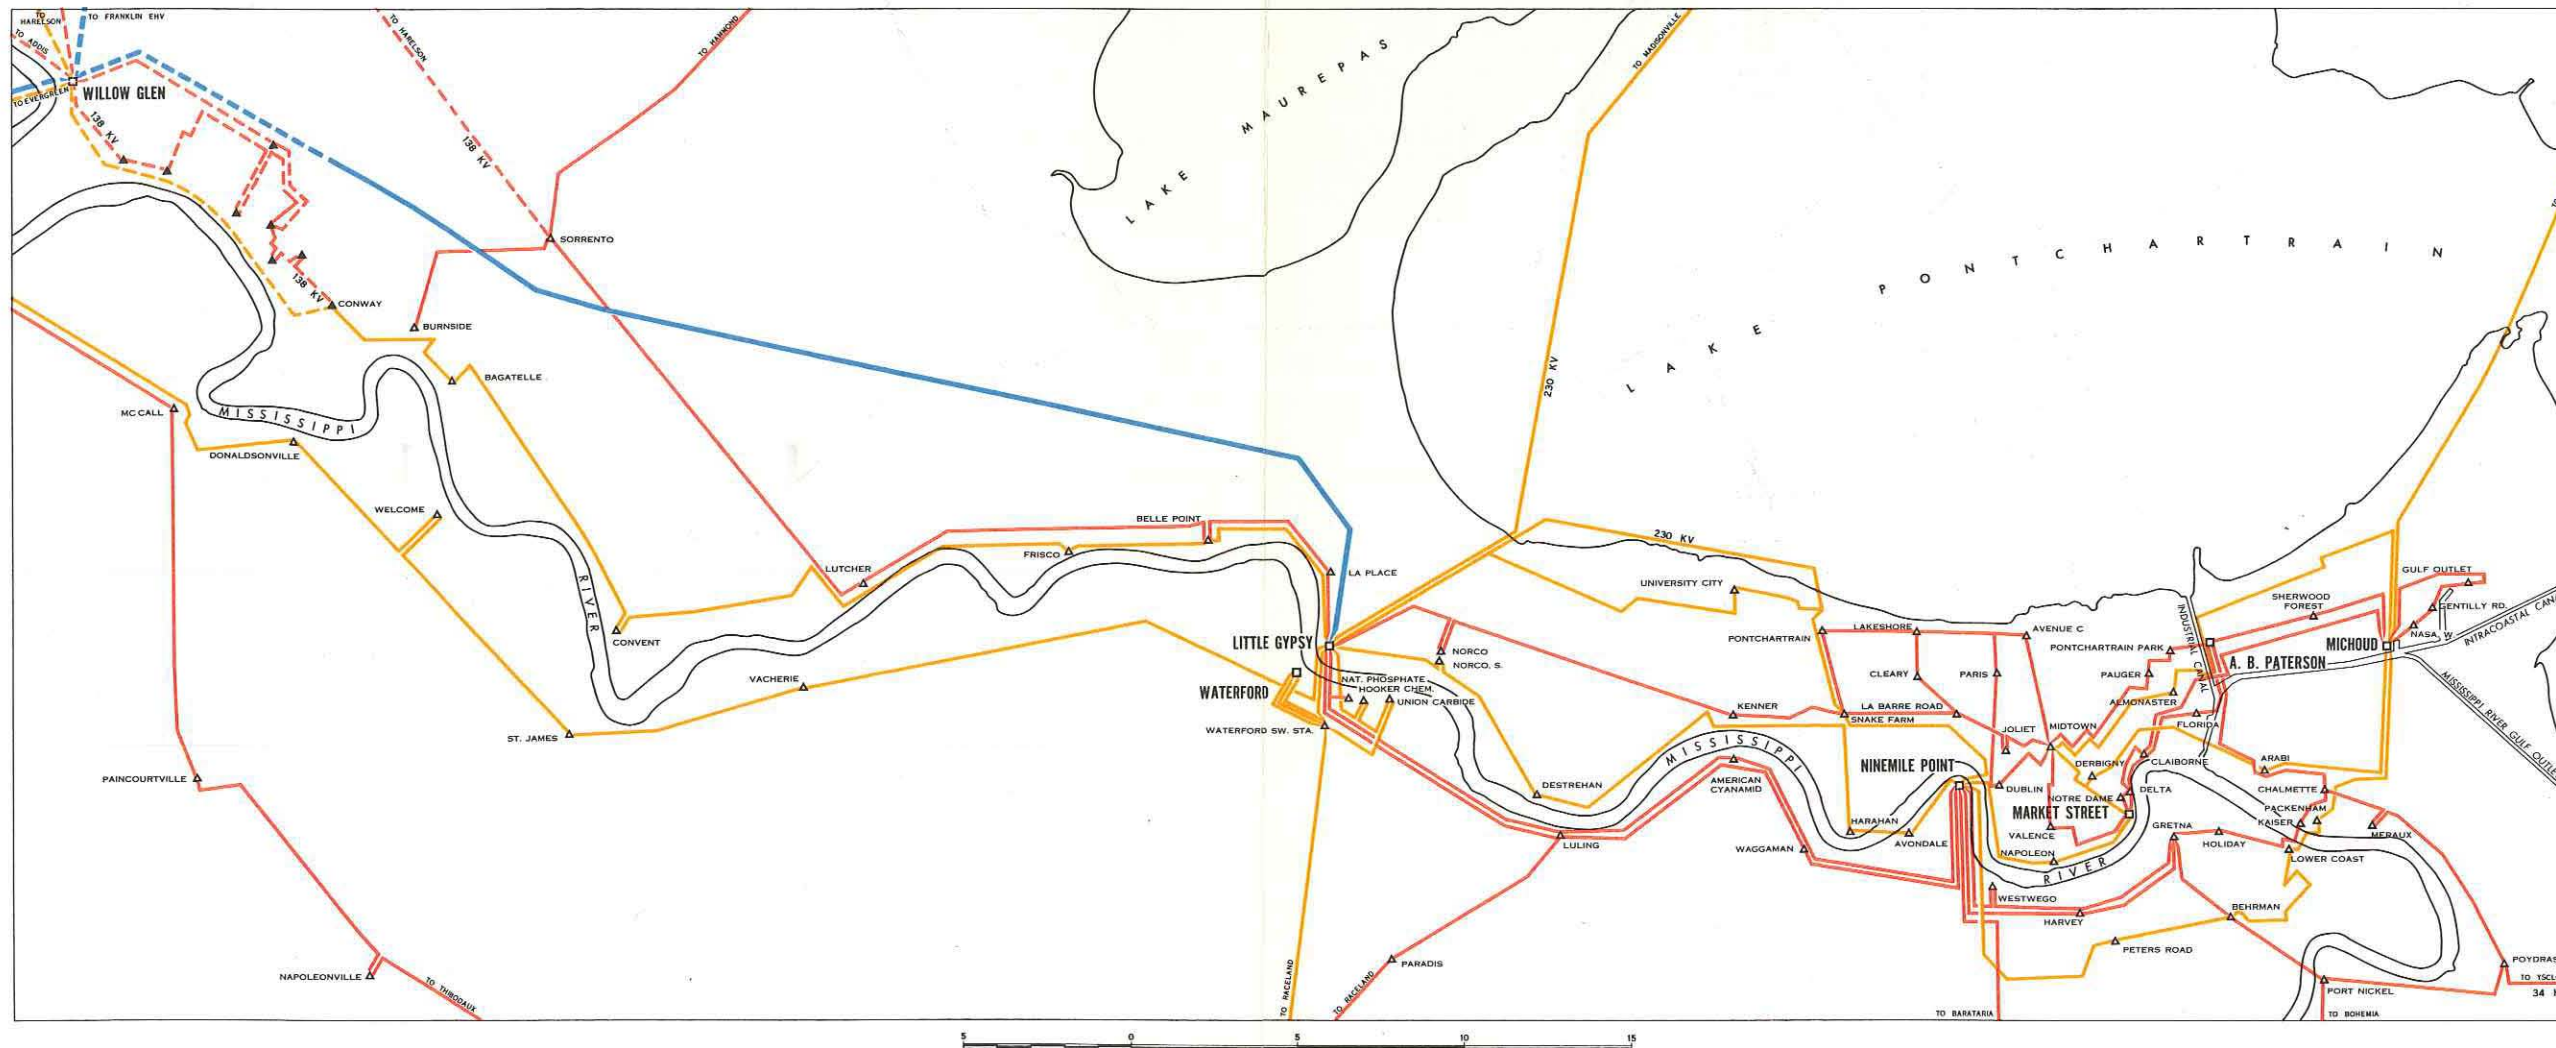 TO HARELSON
TO FRANKLIN EHV
TO ADDIS
TO EVERGREEN
WILLOW GLEN
138 KV
TO HARELSON
138 KV
TO HAMMOND
SORRENTO
138 KV
CONWAY
BURNSIDE
BAGATELLE
MC CALL
MISSISSIPPI
DONALDSONVILLE
WELCOME
RIVER
CONVENT
ST. JAMES
VACHERIE
PAINCOURTVILLE
NAPOLEONVILLE
TO THIBODAUX
LUTCHER
FRISCO
BELLE POINT
LA PLACE
LAKE MAUREPAS
TO MADISONVILLE
230 KV
LAKE PONTCHARTRAIN
230 KV
LITTLE GYPSY
WATERFORD
WATERFORD SW. STA.
NORCO
NORCO, S.
NAT. PHOSPHATE
HOOKER CHEM.
UNION CARBIDE
TO RACELAND
TO RACELAND
PARADIS
LULING
DESTREHAN
MISSISSIPPI
AMERICAN
CYANAMID
WAGGAMAN
KENNER
UNIVERSITY CITY
PONTCHARTRAIN
LAKESHORE
AVENUE C
CLEARY
PARIS
LA BARRE ROAD
SNAKE FARM
JOLIET
MIDTOWN
NINEMILE POINT
HARAHAN
AVONDALE
DUBLIN
DERBIGNY
CLAIBORNE
NOTRE DAME
DELTA
MARKET STREET
VALENCE
NAPOLEON
RIVER
WESTWEGO
HARVEY
GRETNA
HOLIDAY
PETERS ROAD
BEHRMAN
LOWER COAST
KAISER
PACKENHAM
CHALMETTE
ARABI
MERAUX
PONTCHARTRAIN PARK
PAUGER
ALMONASTER
FLORIDA
INDUSTRIAL CANAL
A. B. PATERSON
SHERWOOD
FOREST
MICHOUD
GULF OUTLET
GENTILLY RD.
NASA, W
INTRACOASTAL CANA
MISSISSIPPI RIVER GULF OUTLET
POYDRAS
TO YSCL
34 K
PORT NICKEL
TO BOHEMIA
TO BARATARIA
5 0 5 10 15